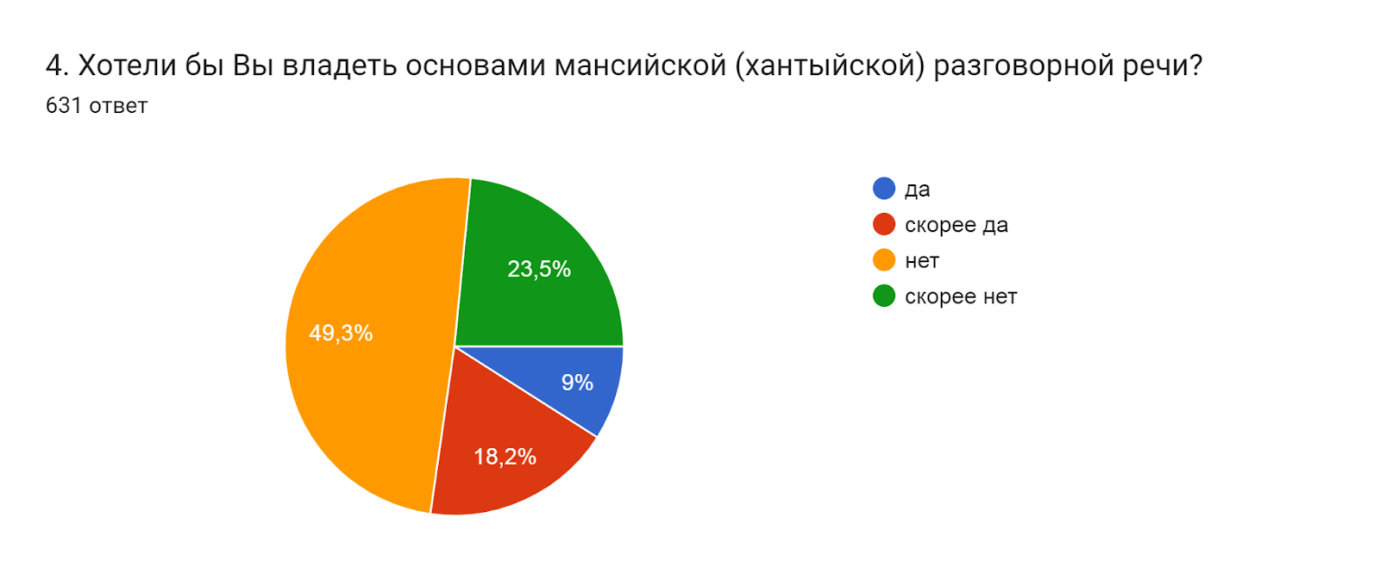 4. Хотели бы Вы владеть основами мансийской (хантыйской) разговорной речи?
631 ответ
да
скорее да
нет
скорее нет
23,5%
49,3%
9%
18,2%